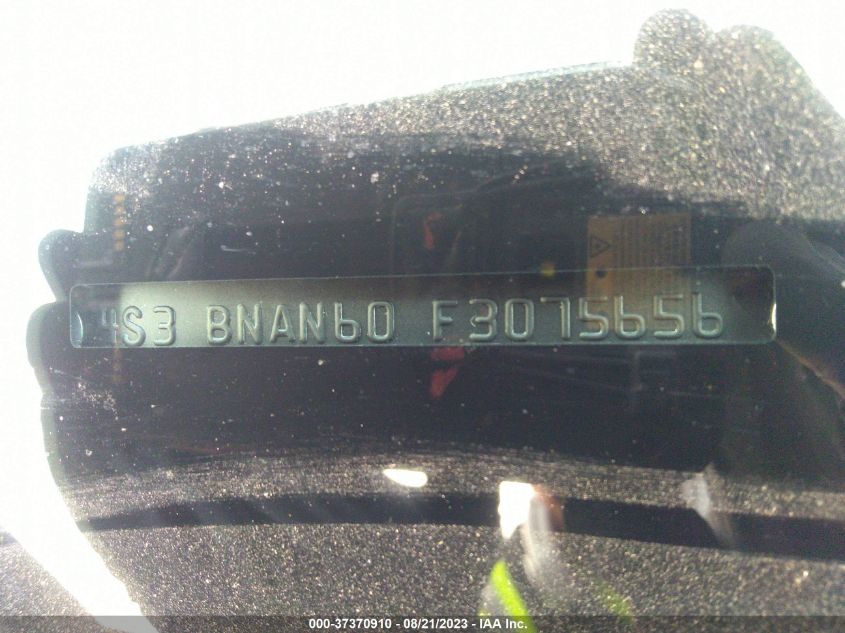 4S3 BNAN60 F3075656
000-37370910 | 08/21/2023 - IAA Inc.